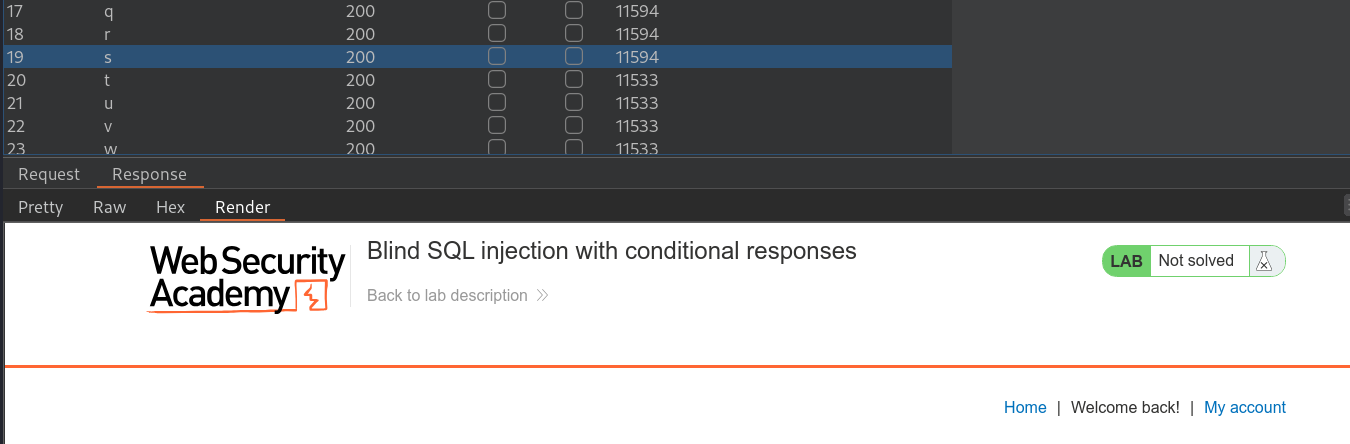 17 q 200 11594
18 r 200 11594
19 s 200 11594
20 t 200 11533
21 u 200 11533
22 v 200 11533
23 w 200 11533
Request Response
Pretty Raw Hex Render
Web Security
Academy
Blind SQL injection with conditional responses
LAB Not solved
Back to lab description
Home | Welcome back! | My account